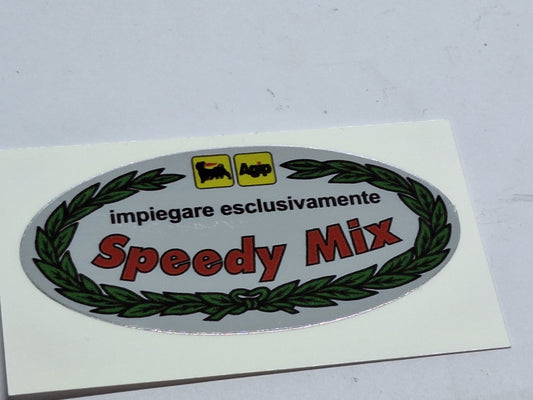 Agip
impiegare esclusivamente
Speedy Mix